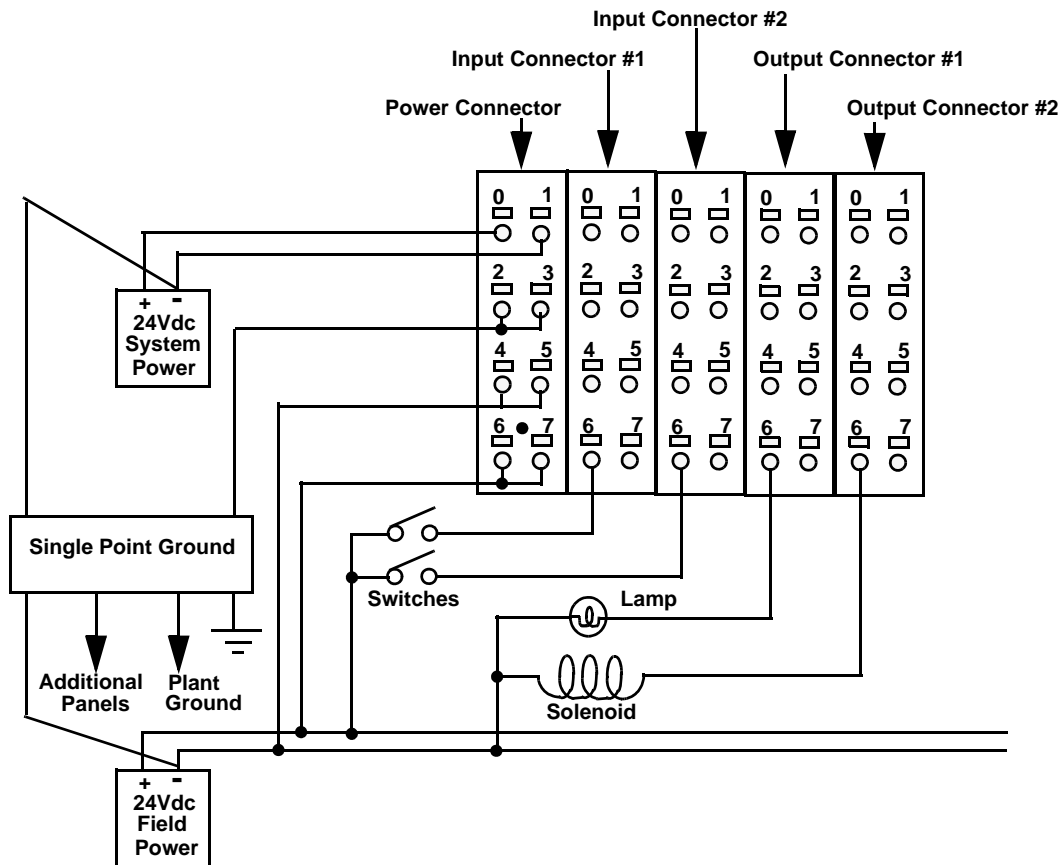 Input Connector #2
Input Connector #1
Output Connector #1
Power Connector
Output Connector #2
0 1 0 1 0 1 0 1 0 1
2 3 2 3 2 3 2 3 2 3
+ -
24Vdc
System
Power
4 5 4 5 4 5 4 5 4 5
6 7 6 7 6 7 6 7 6 7
Single Point Ground
Switches
Lamp
Additional
Panels
Plant
Ground
Solenoid
+ -
24Vdc
Field
Power